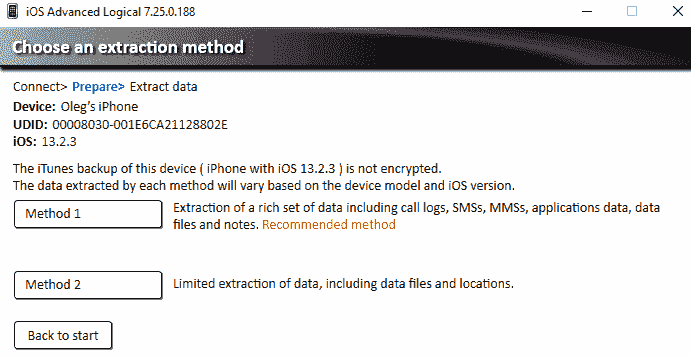 iOS Advanced Logical 7.25.0.188
Choose an extraction method
Connect> Prepare> Extract data
Device: Oleg's iPhone
UDID: 00008030-001E6CA21128802E
iOS: 13.2.3
The iTunes backup of this device ( iPhone with iOS 13.2.3 ) is not encrypted.
The data extracted by each method will vary based on the device model and iOS version.
Method 1
Extraction of a rich set of data including call logs, SMSs, MMSs, applications data, data
files and notes. Recommended method
Method 2
Limited extraction of data, including data files and locations.
Back to start